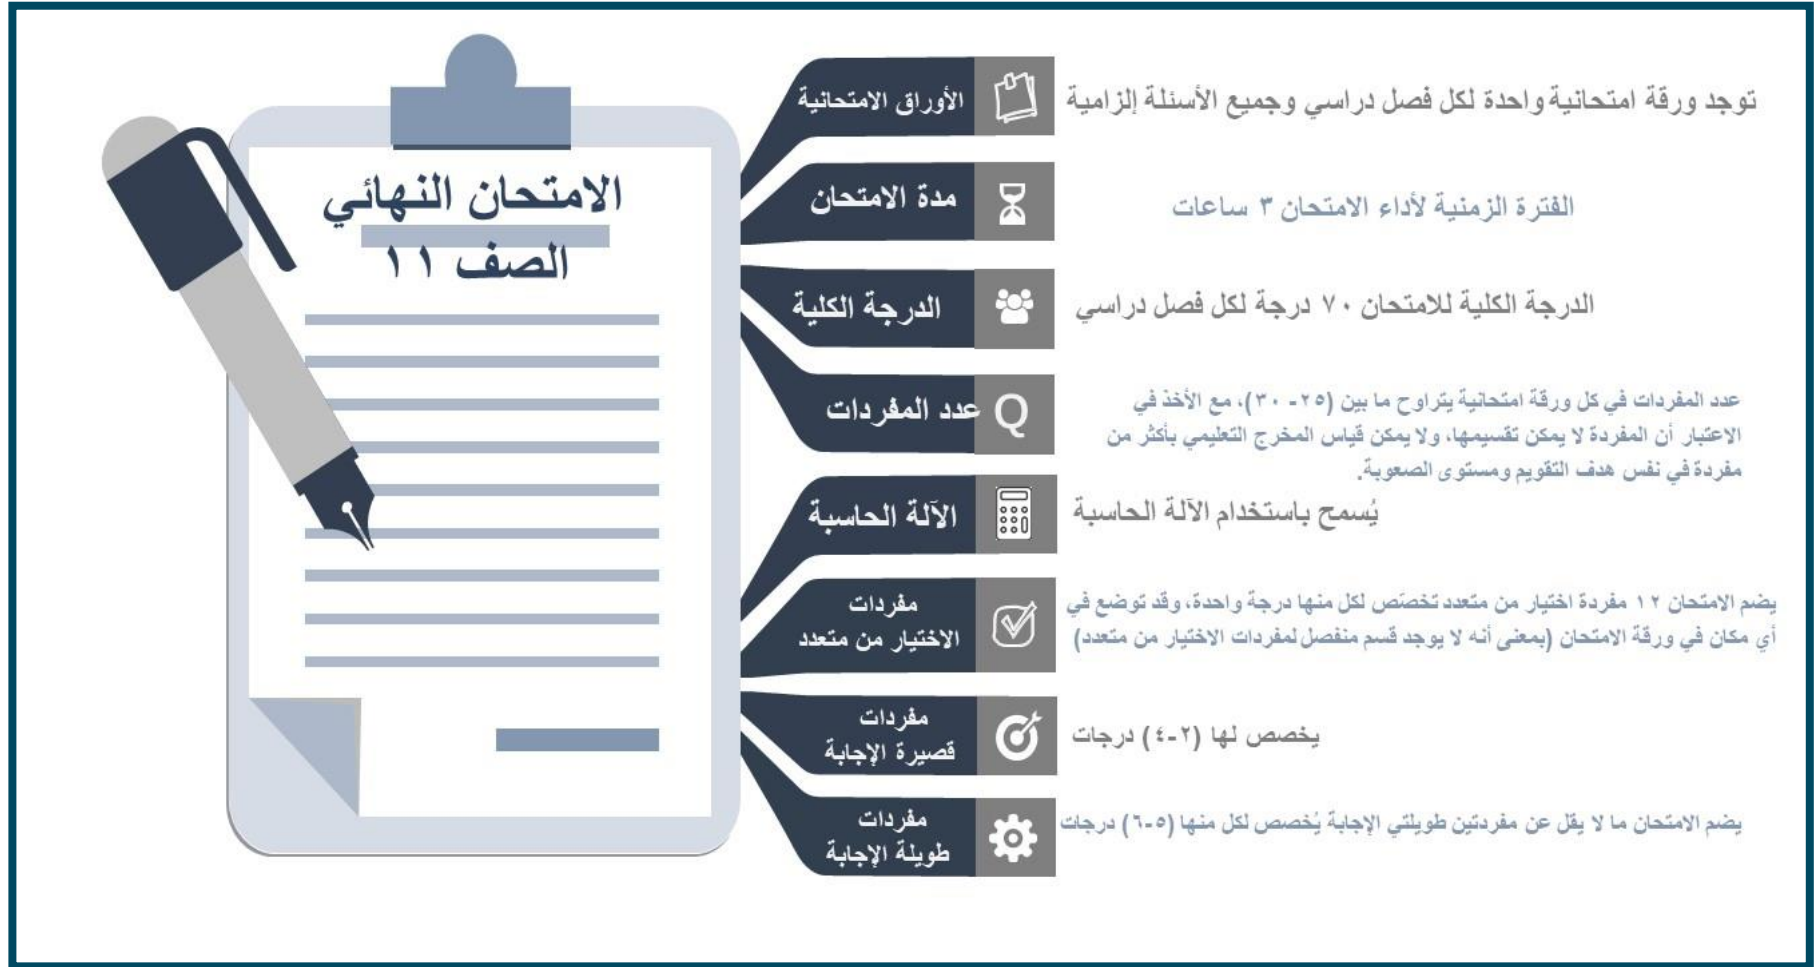 الامتحان النهائي
الصف ١١
الأوراق الامتحانية
توجد ورقة امتحانية واحدة لكل فصل دراسي وجميع الأسئلة إلزامية
مدة الامتحان
الفترة الزمنية لأداء الامتحان ٣ ساعات
الدرجة الكلية
الدرجة الكلية للامتحان ٧٠ درجة لكل فصل دراسي
عدد المفردات
Q
عدد المفردات في كل ورقة امتحانية يتراوح ما بين (٢٥- ٣٠)، مع الأخذ في
الاعتبار أن المفردة لا يمكن تقسيمها، ولا يمكن قياس المخرج التعليمي بأكثر من
مفردة في نفس هدف التقويم ومستوى الصعوبة.
الآلة الحاسبة
يُسمح باستخدام الآلة الحاسبة
مفردات
الاختيار من متعدد
يضم الامتحان ١٢ مفردة اختيار من متعدد تخصّص لكل منها درجة واحدة، وقد توضع في
أي مكان في ورقة الامتحان (بمعنى أنه لا يوجد قسم منفصل لمفردات الاختيار من متعدد)
مفردات
قصيرة الإجابة
يخصص لها (٢-٤) درجات
مفردات
طويلة الإجابة
يضم الامتحان ما لا يقل عن مفردتين طويلتي الإجابة يُخصص لكل منها (٥-٦) درجات